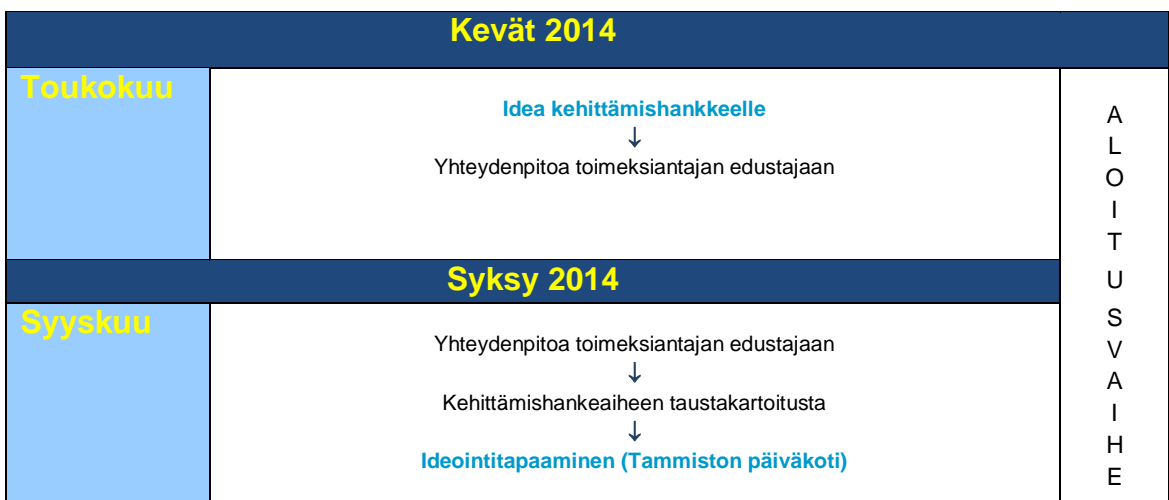 Kevät 2014
Toukokuu
Idea kehittämishankkeelle
↓
Yhteydenpitoa toimeksiantajan edustajaan
Syksy 2014
Syyskuu
Yhteydenpitoa toimeksiantajan edustajaan
↓
Kehittämishankeaiheen taustakartoitusta
↓
Ideointitapaaminen (Tammiston päiväkoti)
A
L
O
I
T
U
S
V
A
I
H
E